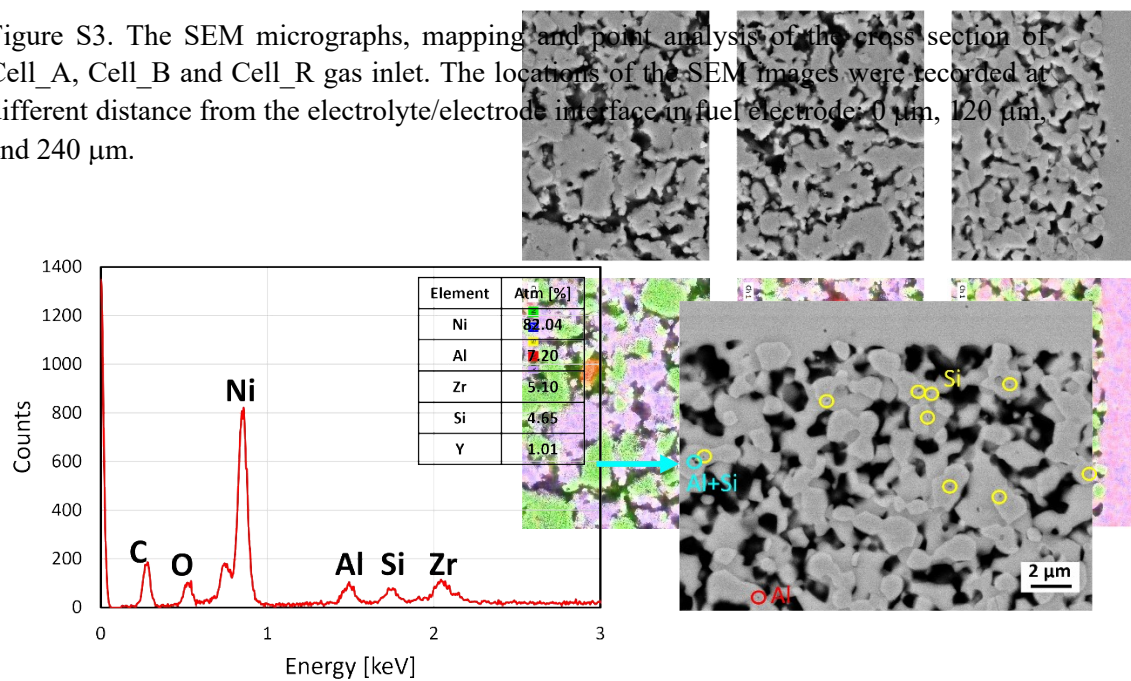 igure S3. The SEM micrographs, mapping and point analysis of the cross section of
Cell_A, Cell_B and Cell_R gas inlet. The locations of the SEM images were recorded at
ifferent distance from the electrolyte/electrode interface in fuel electrode: 0 μm, 120 μm,
nd 240 μm.
1400
1200
1000
800
600
400
200
0
Counts
0 1 2 3
Energy [keV]
C O Ni Al Si Zr
Element Atm [%]
Ni 82.04
Al 7.20
Zr 5.10
Si 4.65
Y 1.01
Si
Al+Si
Al
2 μm